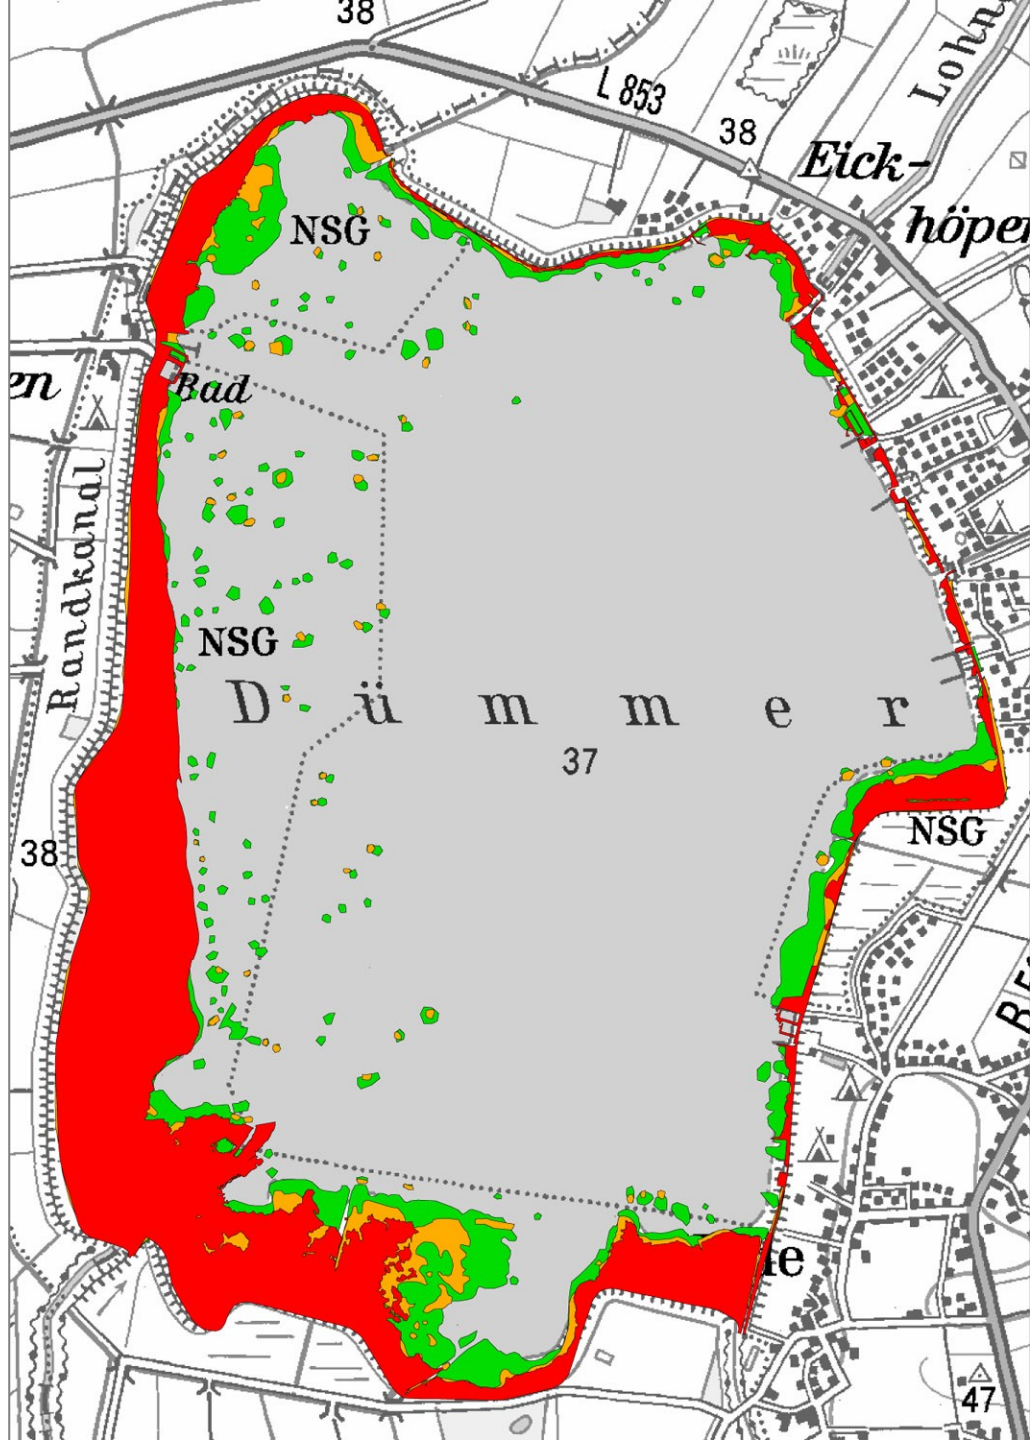 38
L 853
Lohn
38
Eick-
höpen
NSG
en
Bad
Randkanal
NSG
D ü m m e r
37
38
NSG
47